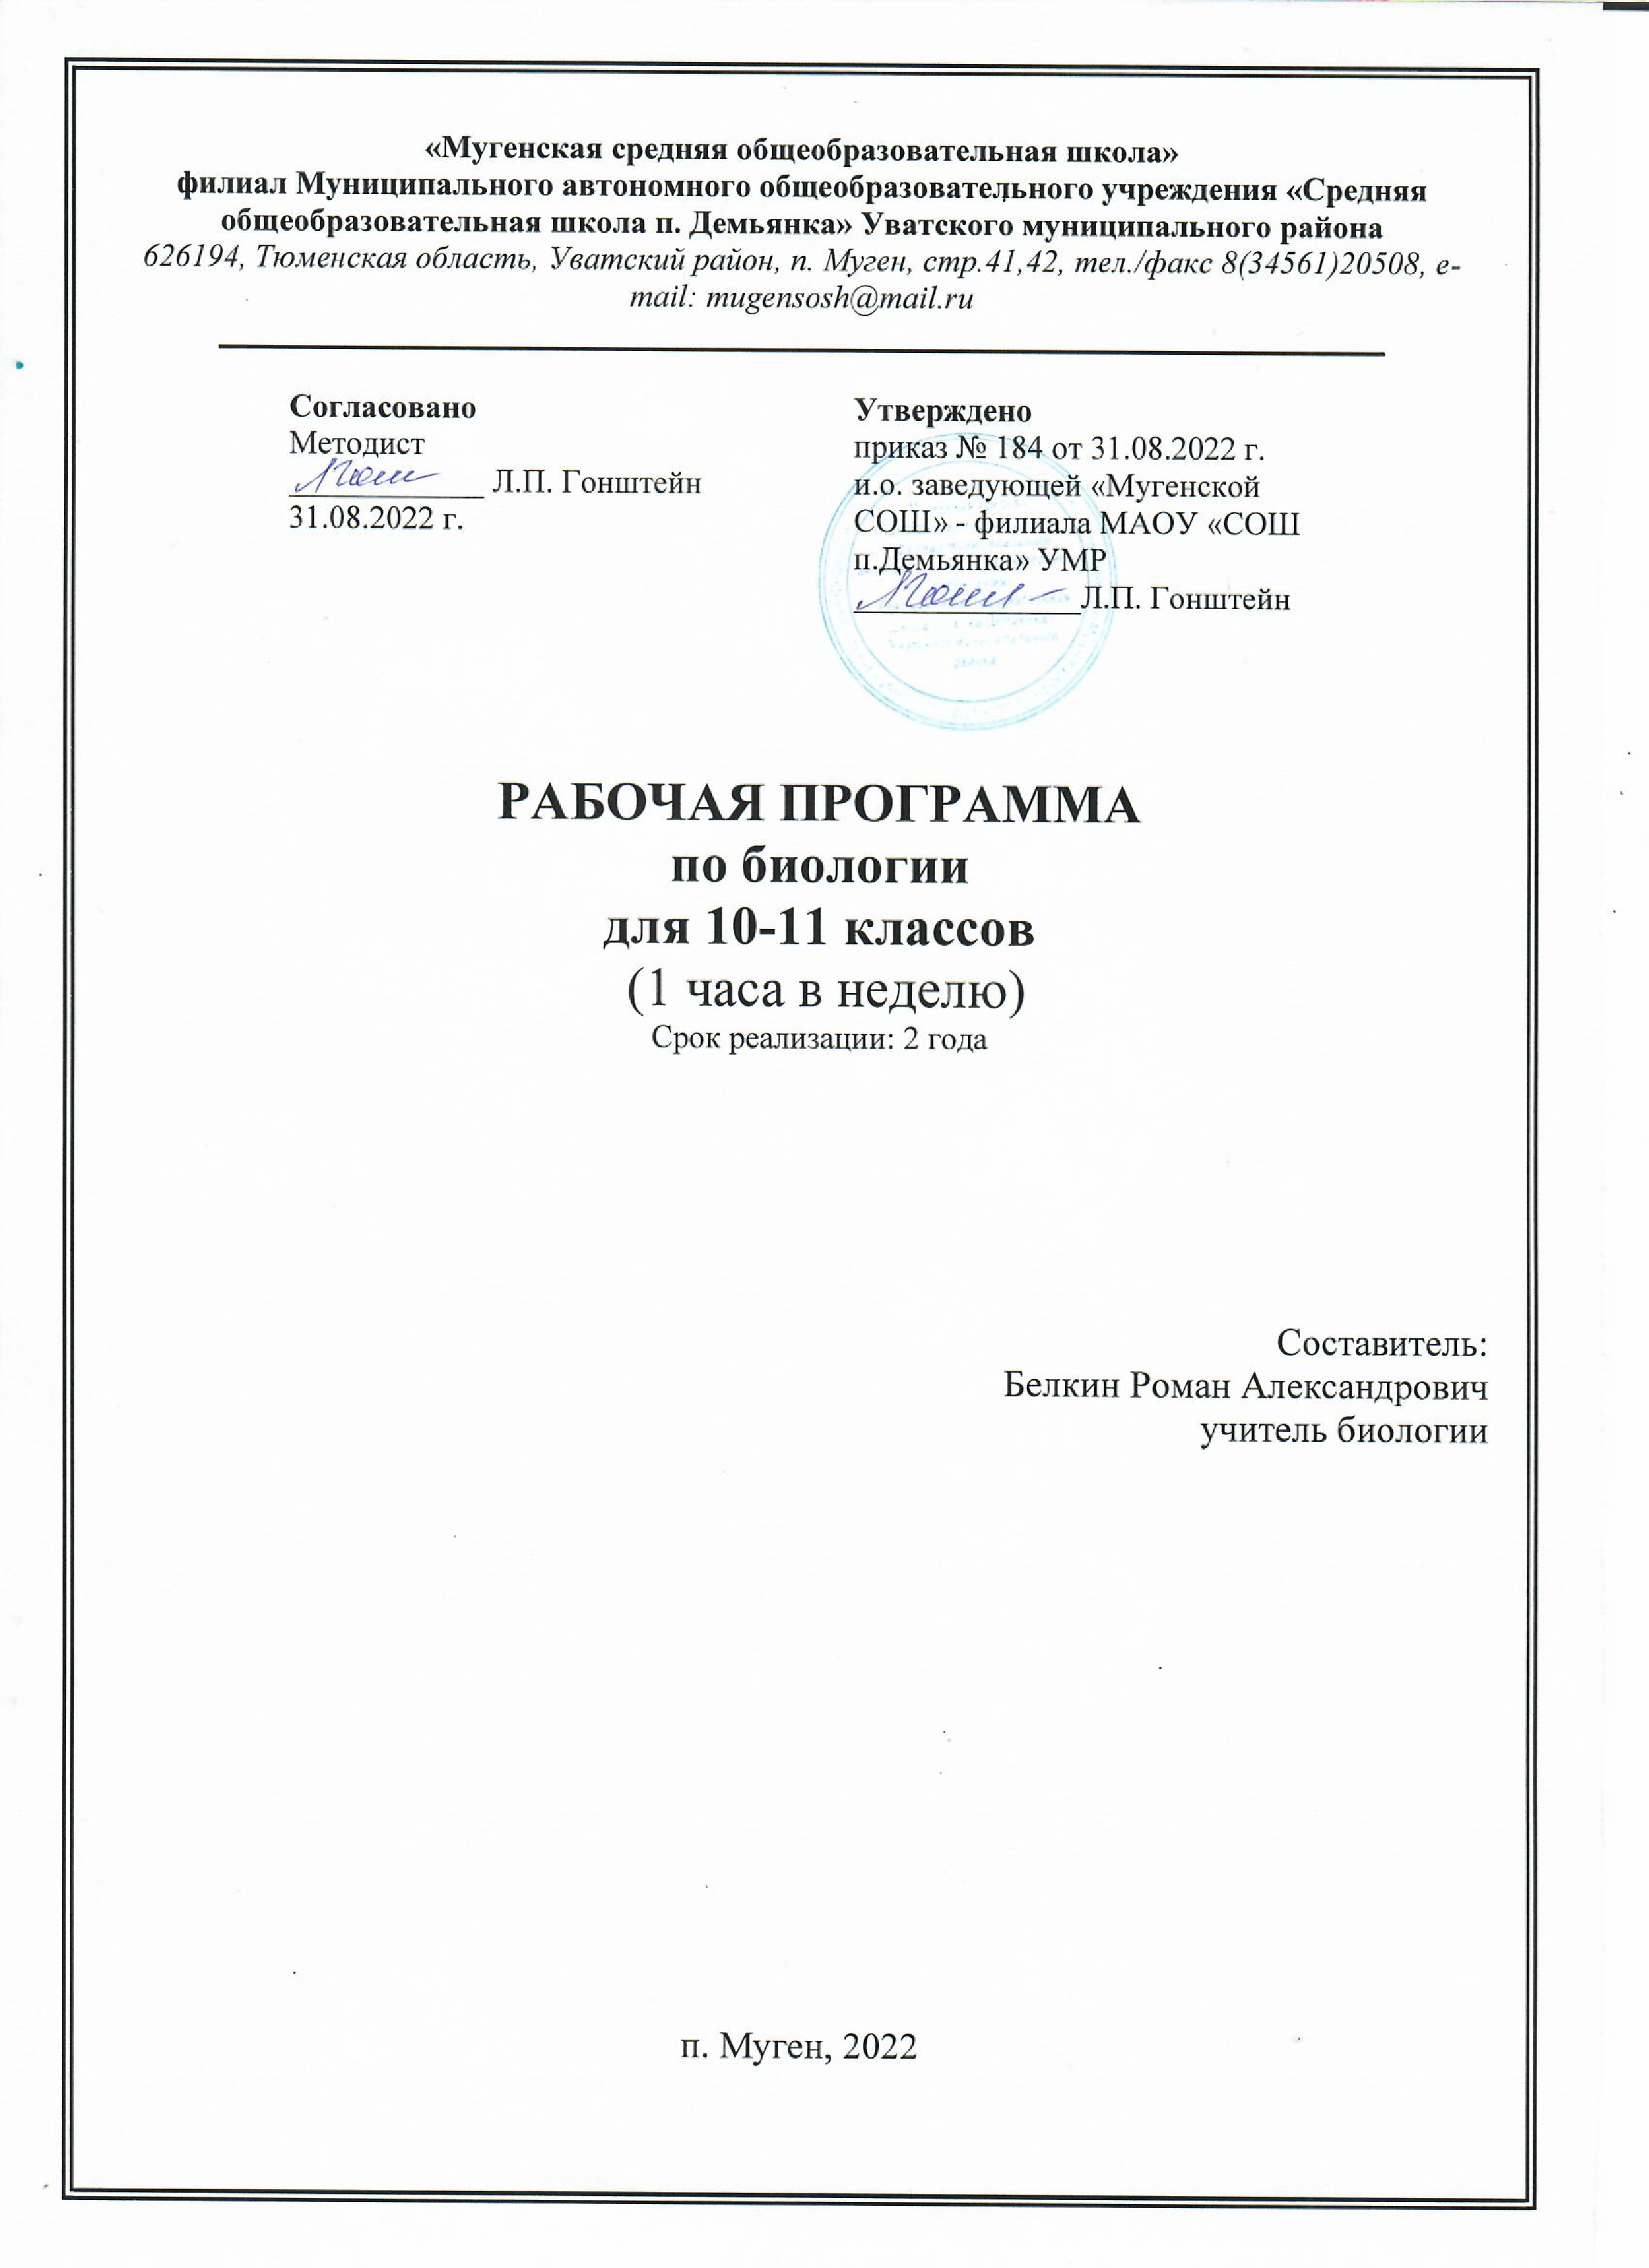 «Мугенская средняя общеобразовательная школа»
филиал Муниципального автономного общеобразовательного учреждения «Средняя
общеобразовательная школа п. Демьянка» Уватского муниципального района
626194, Тюменская область, Уватский район, п. Муген, стр.41,42, тел./факс 8(34561)20508, e-
mail: mugensosh@mail.ru
Согласовано
Методист
____________ Л.П. Гонштейн
31.08.2022 г.
Утверждено
приказ № 184 от 31.08.2022 г.
и.о. заведующей «Мугенской
СОШ» - филиала МАОУ «СОШ
п.Демьянка» УМР
______________Л.П. Гонштейн
РАБОЧАЯ ПРОГРАММА
по биологии
для 10-11 классов
(1 часа в неделю)
Срок реализации: 2 года
Составитель:
Белкин Роман Александрович
учитель биологии
п. Муген, 2022